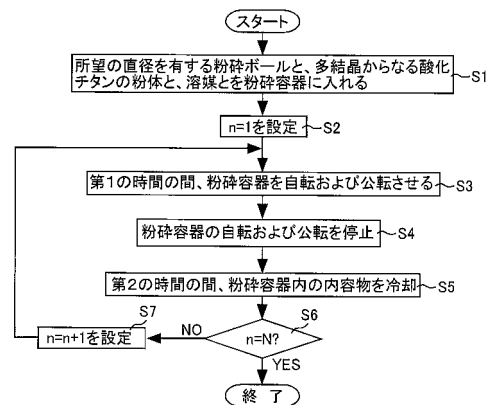 スタート
所望の直径を有する粉砕ボールと、多結晶からなる酸化
チタンの粉体と、溶媒とを粉砕容器に入れる
S1
n=1を設定
S2
第1の時間の間、粉砕容器を自転および公転させる
S3
粉砕容器の自転および公転を停止
S4
第2の時間の間、粉砕容器内の内容物を冷却
S5
S7
n=n+1を設定
NO
n=N?
S6
YES
終 了